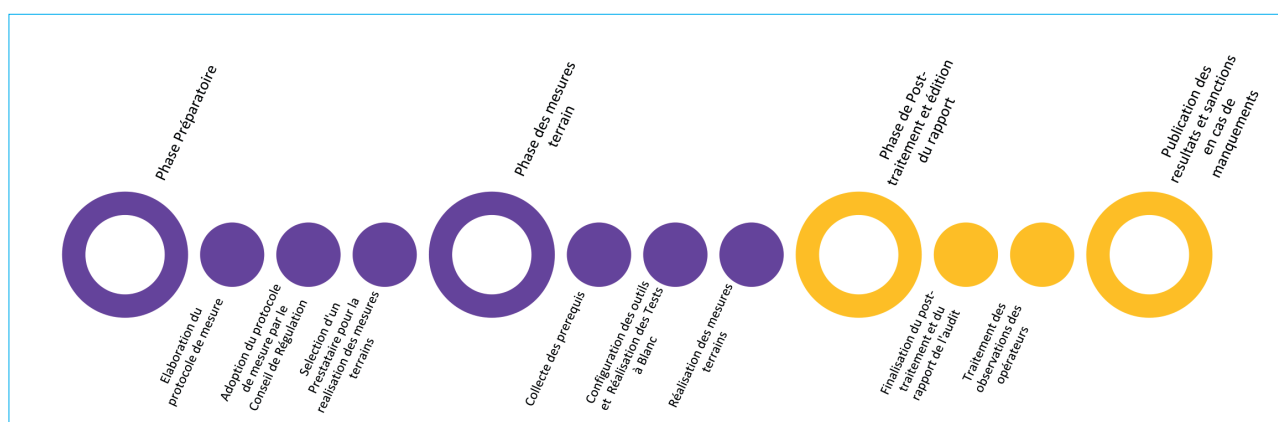 Phase Préparatoire
Elaboration du
protocole de mesure
Adoption du protocole
de mesure par le
Conseil de Régulation
Selection d'un
Prestataire pour la
realisation des mesures
terrains
Phase des mesures
terrain
Collecte des prerequis
Configuration des outils
et Réalisation des Tests
à Blanc
Réalisation des mesures
terrains
Phase de Post-
traitement et édition
du rapport
Finalisation du post-
traitement et du
rapport de l'audit
Traitement des
observations des
opérateurs
Publication des
resultats et sanctions
en cas de
manquements